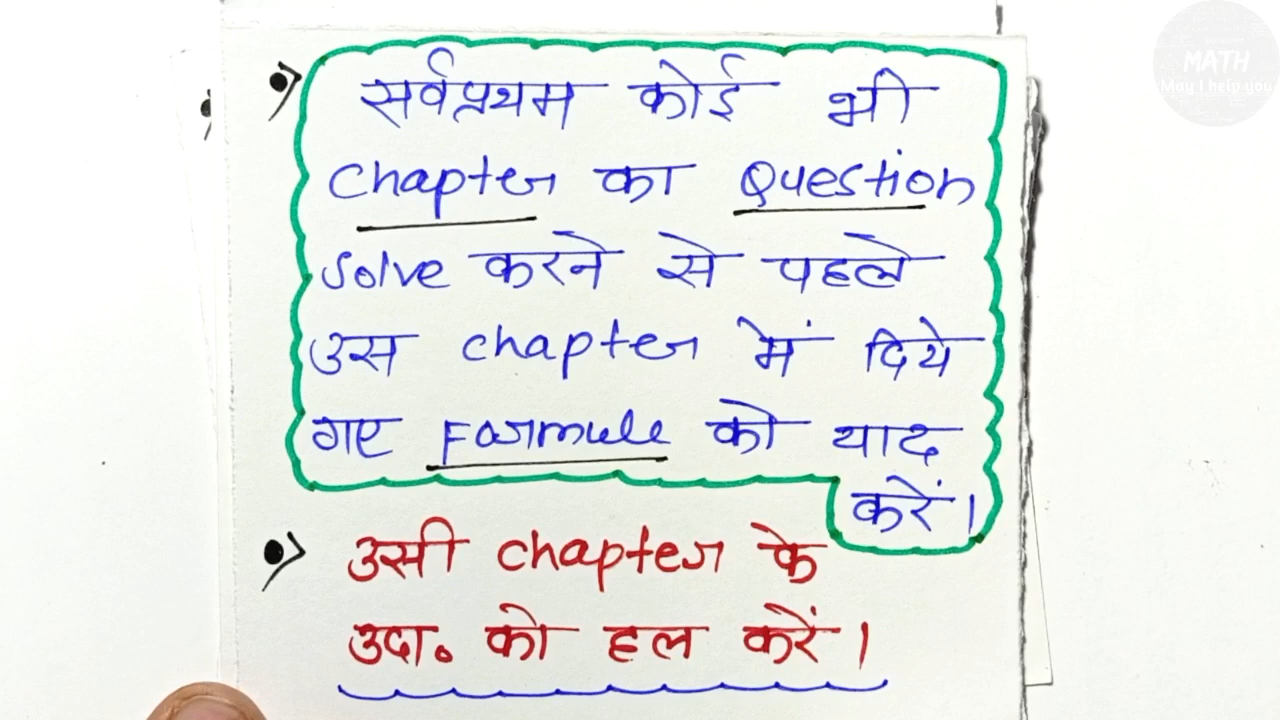 MATH
May I help you
सर्वप्रथम कोई भी
Chapter का Question
Solve करने से पहले
उस chapter में दिये
गए Formule को याद
करें।
उसी chapter के
उदा॰ को हल करें।